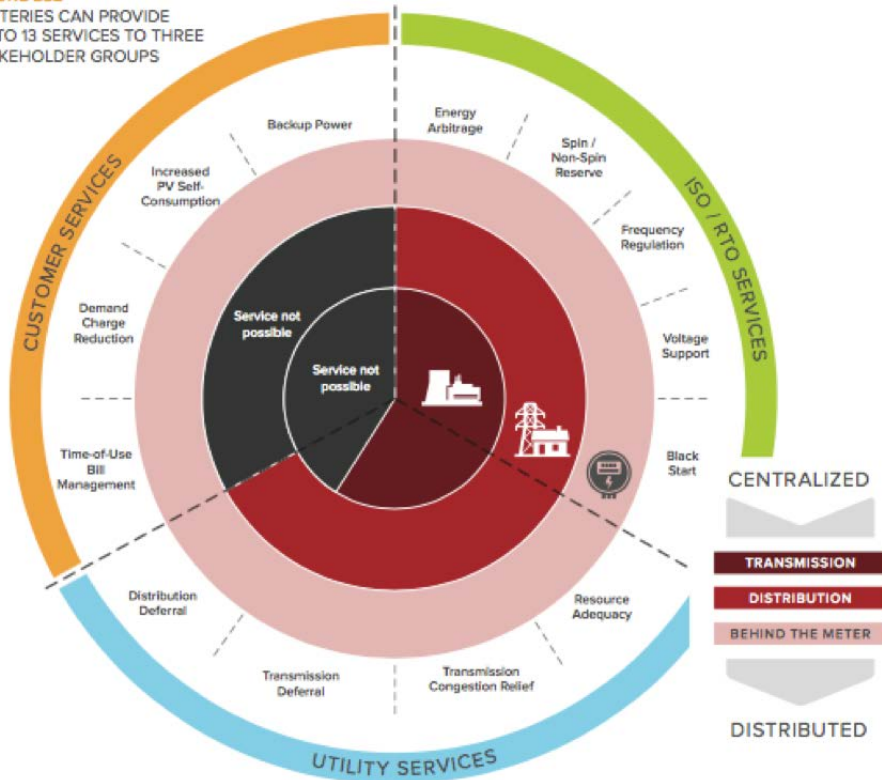 TERIES CAN PROVIDE
TO 13 SERVICES TO THREE
KEHOLDER GROUPS
CUSTOMER SERVICES
ISO / RTO SERVICES
UTILITY SERVICES
Backup Power
Energy
Arbitrage
Spin /
Non-Spin
Reserve
Increased
PV Self-
Consumption
Frequency
Regulation
Demand
Charge
Reduction
Voltage
Support
Service not
possible
Service not
possible
Time-of-Use
Bill
Management
Black
Start
Distribution
Deferral
Resource
Adequacy
Transmission
Deferral
Transmission
Congestion Relief
CENTRALIZED
TRANSMISSION
DISTRIBUTION
BEHIND THE METER
DISTRIBUTED